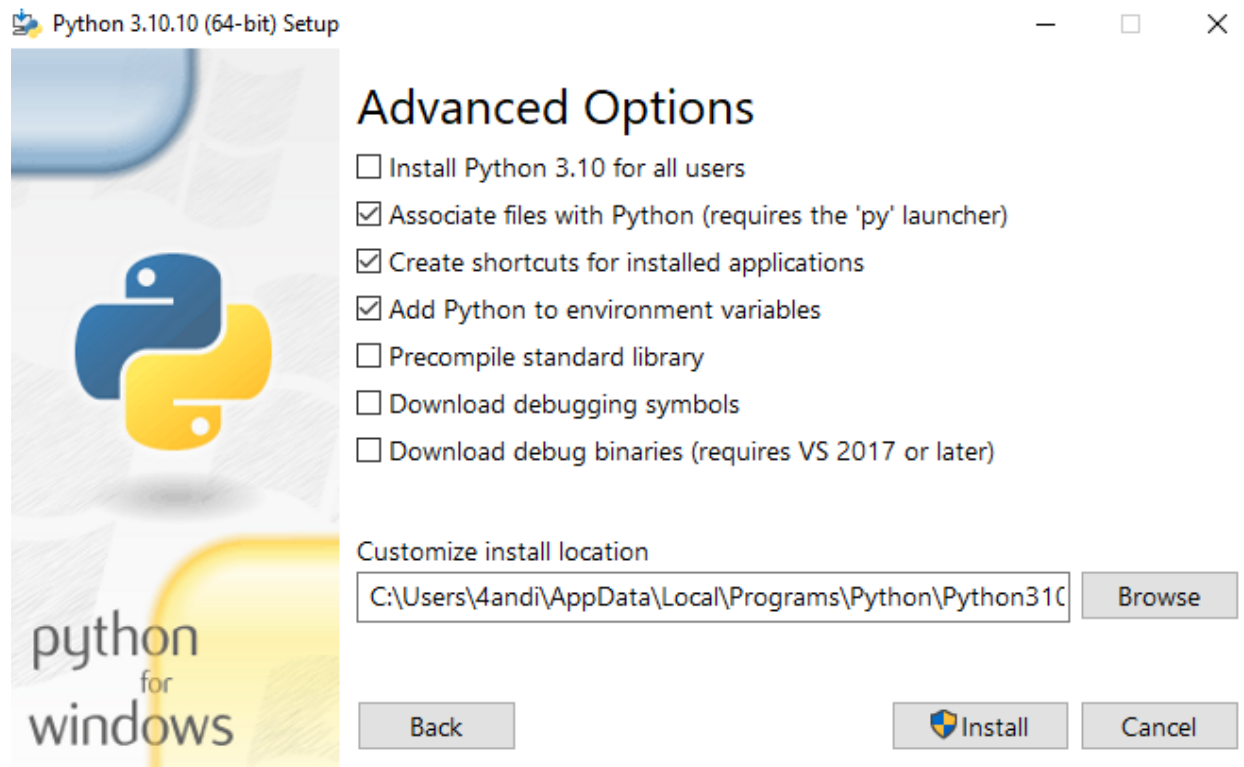 Python 3.10.10 (64-bit) Setup
Advanced Options
Install Python 3.10 for all users
Associate files with Python (requires the 'py' launcher)
Create shortcuts for installed applications
Add Python to environment variables
Precompile standard library
Download debugging symbols
Download debug binaries (requires VS 2017 or later)
Customize install location
C:\Users\4andi\AppData\Local\Programs\Python\Python310
Browse
python
for
windows
Back
Install
Cancel